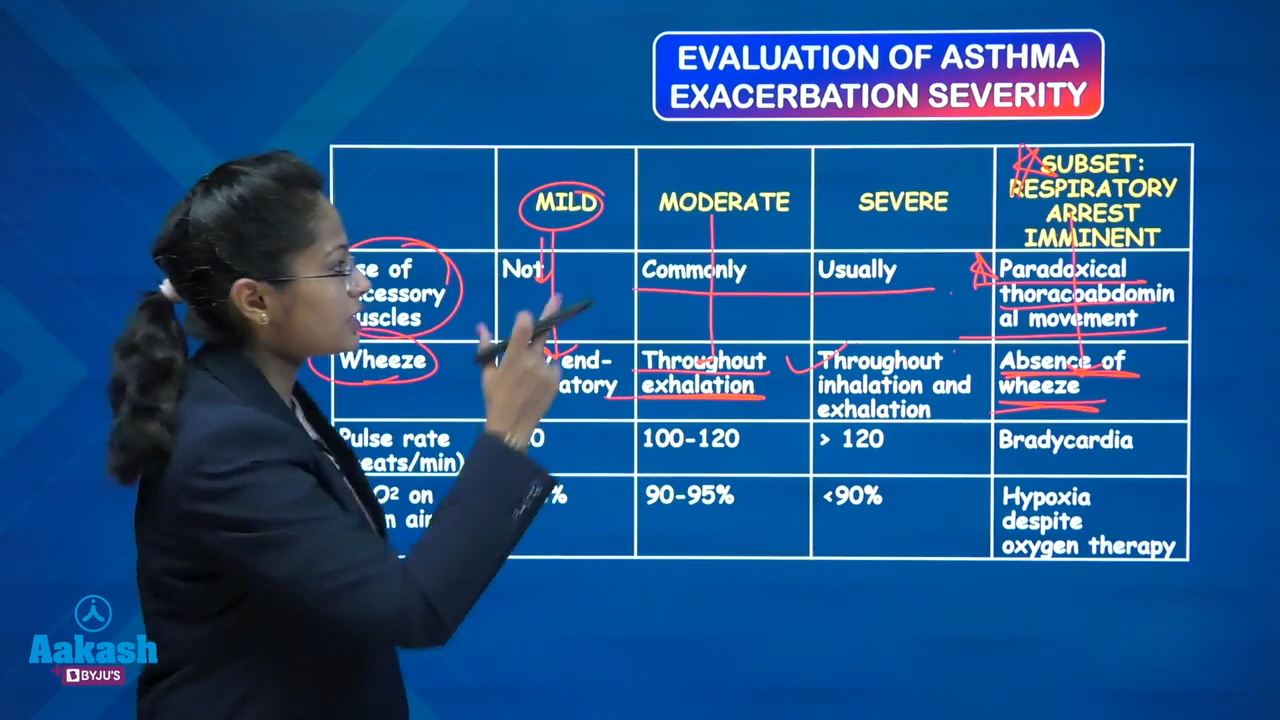 EVALUATION OF ASTHMA
EXACERBATION SEVERITY
MILD
MODERATE
SEVERE
SUBSET:
RESPIRATORY
ARREST
IMMINENT
of
Not
Commonly
Usually
Paradoxical
thoracoabdomin
al movement
Wheeze
end-
Throughout
exhalation
Throughout
inhalation and
exhalation
Absence of
wheeze
Pulse rate
100-120
> 120
Bradycardia
on
90-95%
<90%
Hypoxia
despite
oxygen therapy
Aakash
BYJU'S